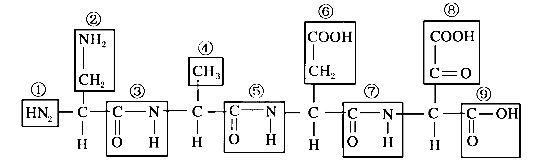 ② ⑥ ⑧
NH₂ ④ COOH COOH
① CH₂ CH₃ ③ CH₂ ⑤ C=O ⑦ ⑨
HN₂ C C N C C N C C N C C OH
H O H H O H H O H H O